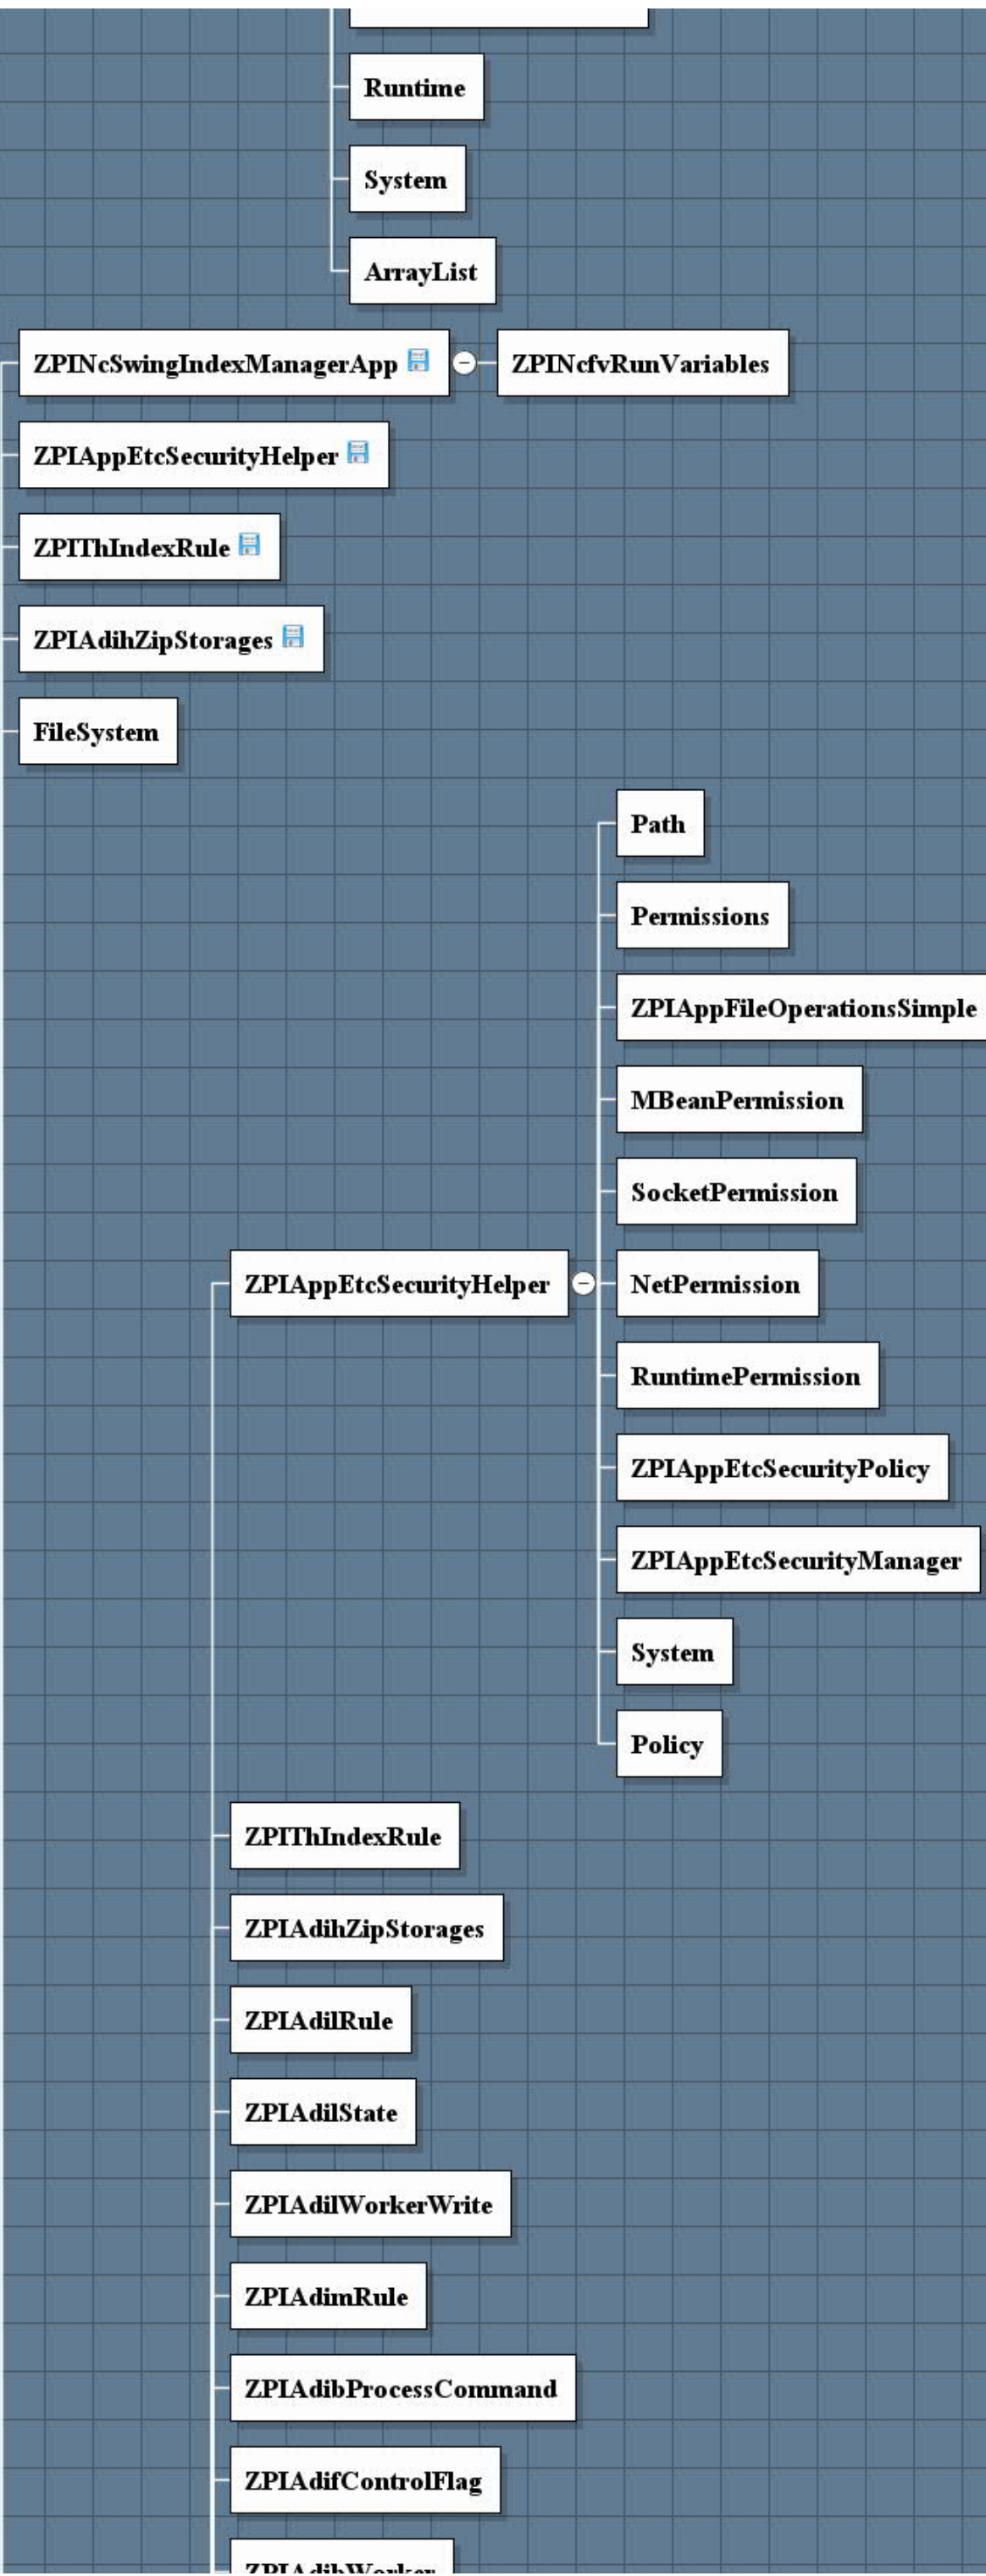 Runtime
System
ArrayList
ZPINcSwingIndexManagerApp
ZPINcfvRunVariables
ZPIAppEtcSecurityHelper
ZPIThIndexRule
ZPIAdihZipStorages
FileSystem
Path
Permissions
ZPIAppFileOperationsSimple
MBeanPermission
SocketPermission
ZPIAppEtcSecurityHelper
NetPermission
RuntimePermission
ZPIAppEtcSecurityPolicy
ZPIAppEtcSecurityManager
System
Policy
ZPIThIndexRule
ZPIAdihZipStorages
ZPIAdilRule
ZPIAdilState
ZPIAdilWorkerWrite
ZPIAdimRule
ZPIAdibProcessCommand
ZPIAdifControlFlag